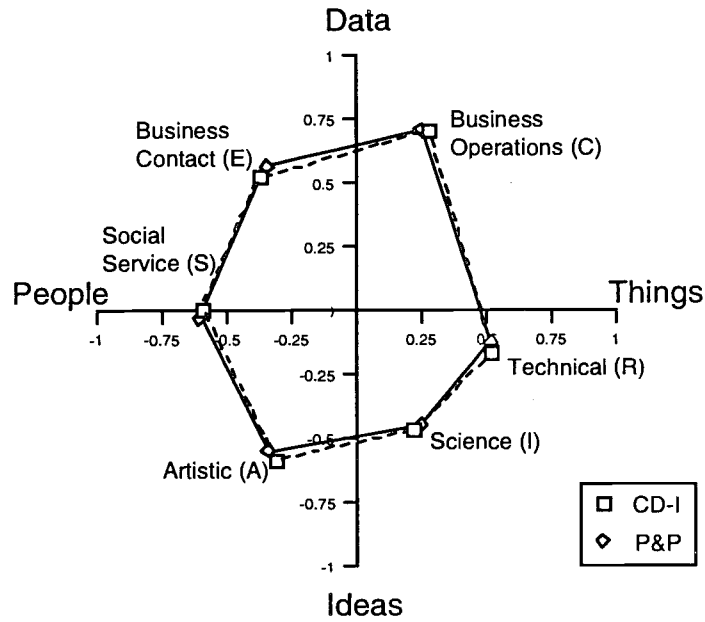 Data
1
0.75
Business
Operations (C)
Business
Contact (E)
0.5
0.25
Social
Service (S)
People
Things
-1
-0.75
-0.5
-0.25
0.25
0.75
1
-0.25
Technical (R)
-0.5
Science (I)
Artistic (A)
-0.75
-1
CD-I
P&P
Ideas